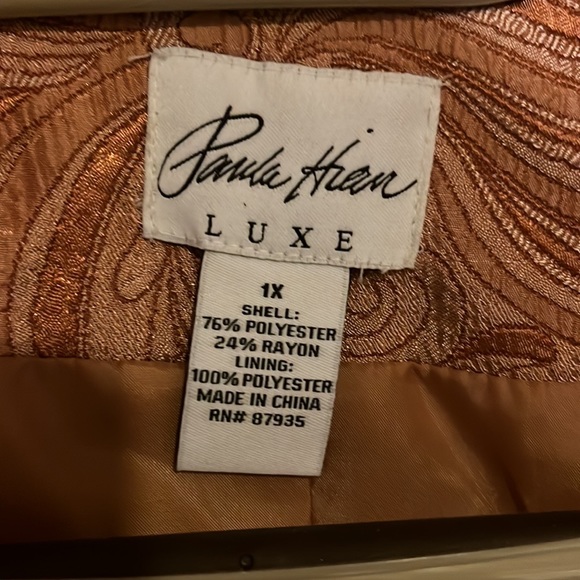 Paula Hian
LUXE
1X
SHELL:
76% POLYESTER
24% RAYON
LINING:
100% POLYESTER
MADE IN CHINA
RN# 87935